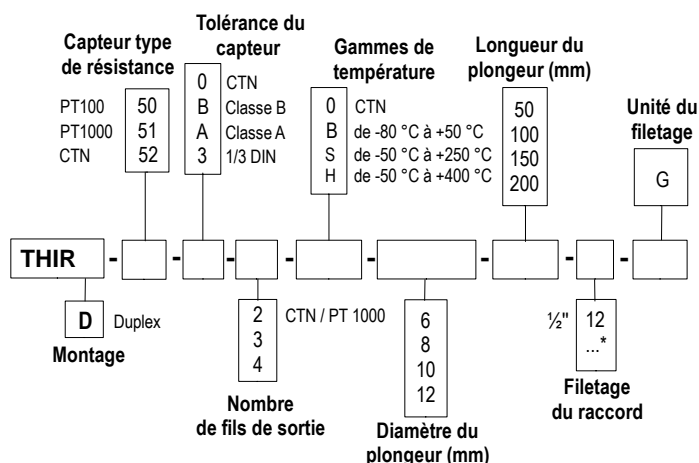 Capteur type
de résistance
PT100 50
PT1000 51
CTN 52
Tolérance du
capteur
0 CTN
B Classe B
A Classe A
3 1/3 DIN
Gammes de
température
0 CTN
B de -80 °C à +50 °C
S de -50 °C à +250 °C
H de -50 °C à +400 °C
Longueur du
plongeur (mm)
50
100
150
200
Unité du
filetage
G
THIR - - - - - - - -
D Duplex
Montage
2 CTN / PT 1000
3
4
Nombre
de fils de sortie
6
8
10
12
Diamètre du
plongeur (mm)
½" 12
...*
Filetage
du raccord